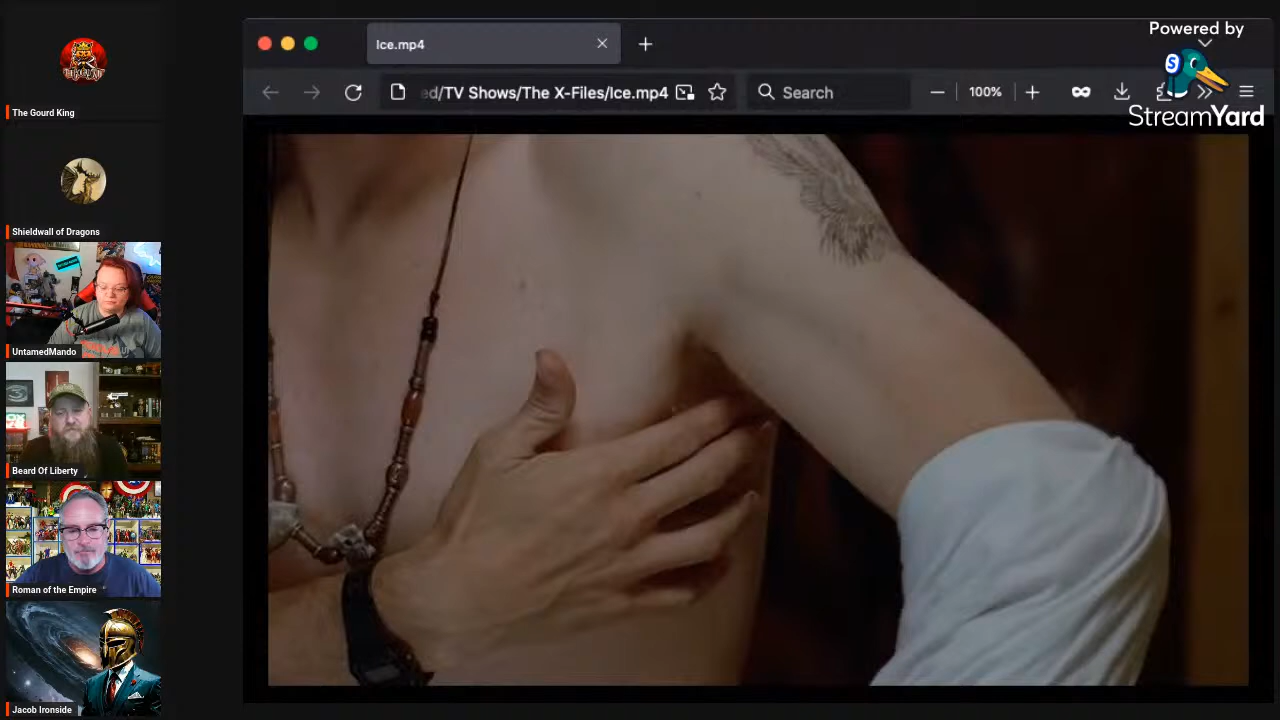 The Gourd King
Shieldwall of Dragons
UntamedMando
Beard Of Liberty
Roman of the Empire
Jacob Ironside
Ice.mp4
ed/TV Shows/The X-Files/Ice.mp4
100%
Search
Powered by
S
StreamYard